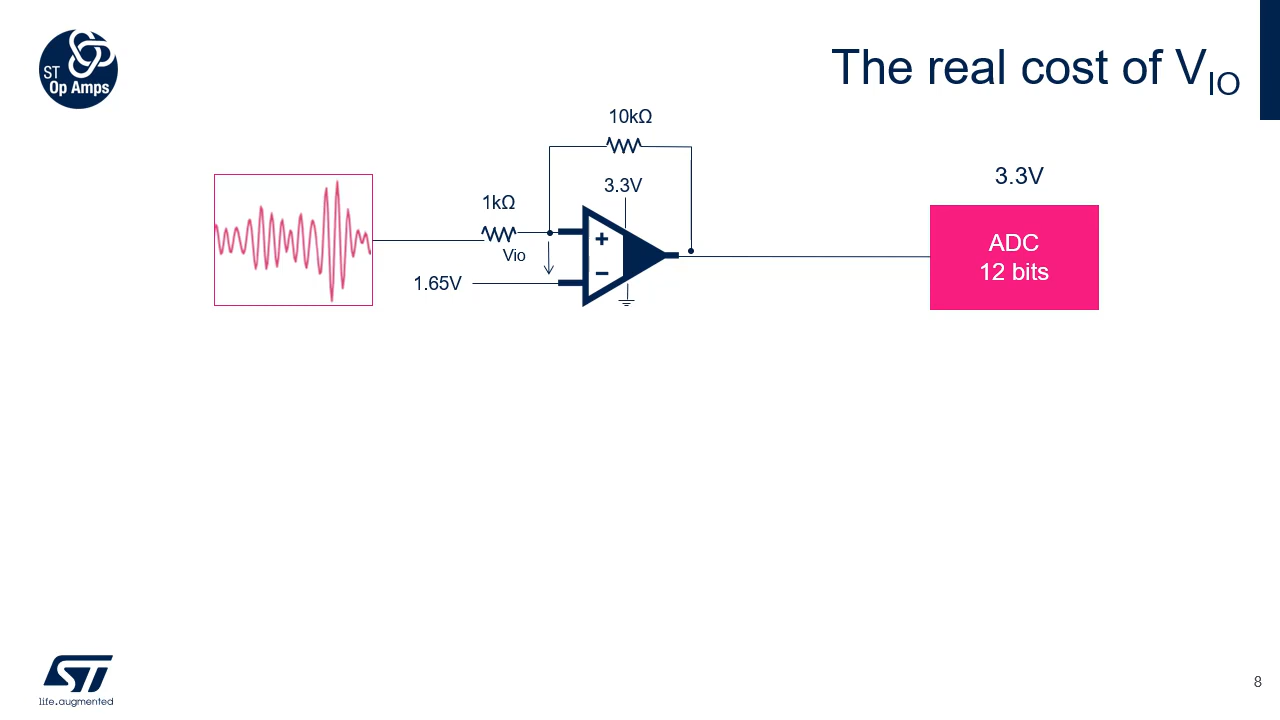 ST
Op Amps
The real cost of VIO
10kΩ
3.3V
3.3V
1kΩ
+
ADC
Vio
12 bits
1.65V
−
ST
life.augmented
8